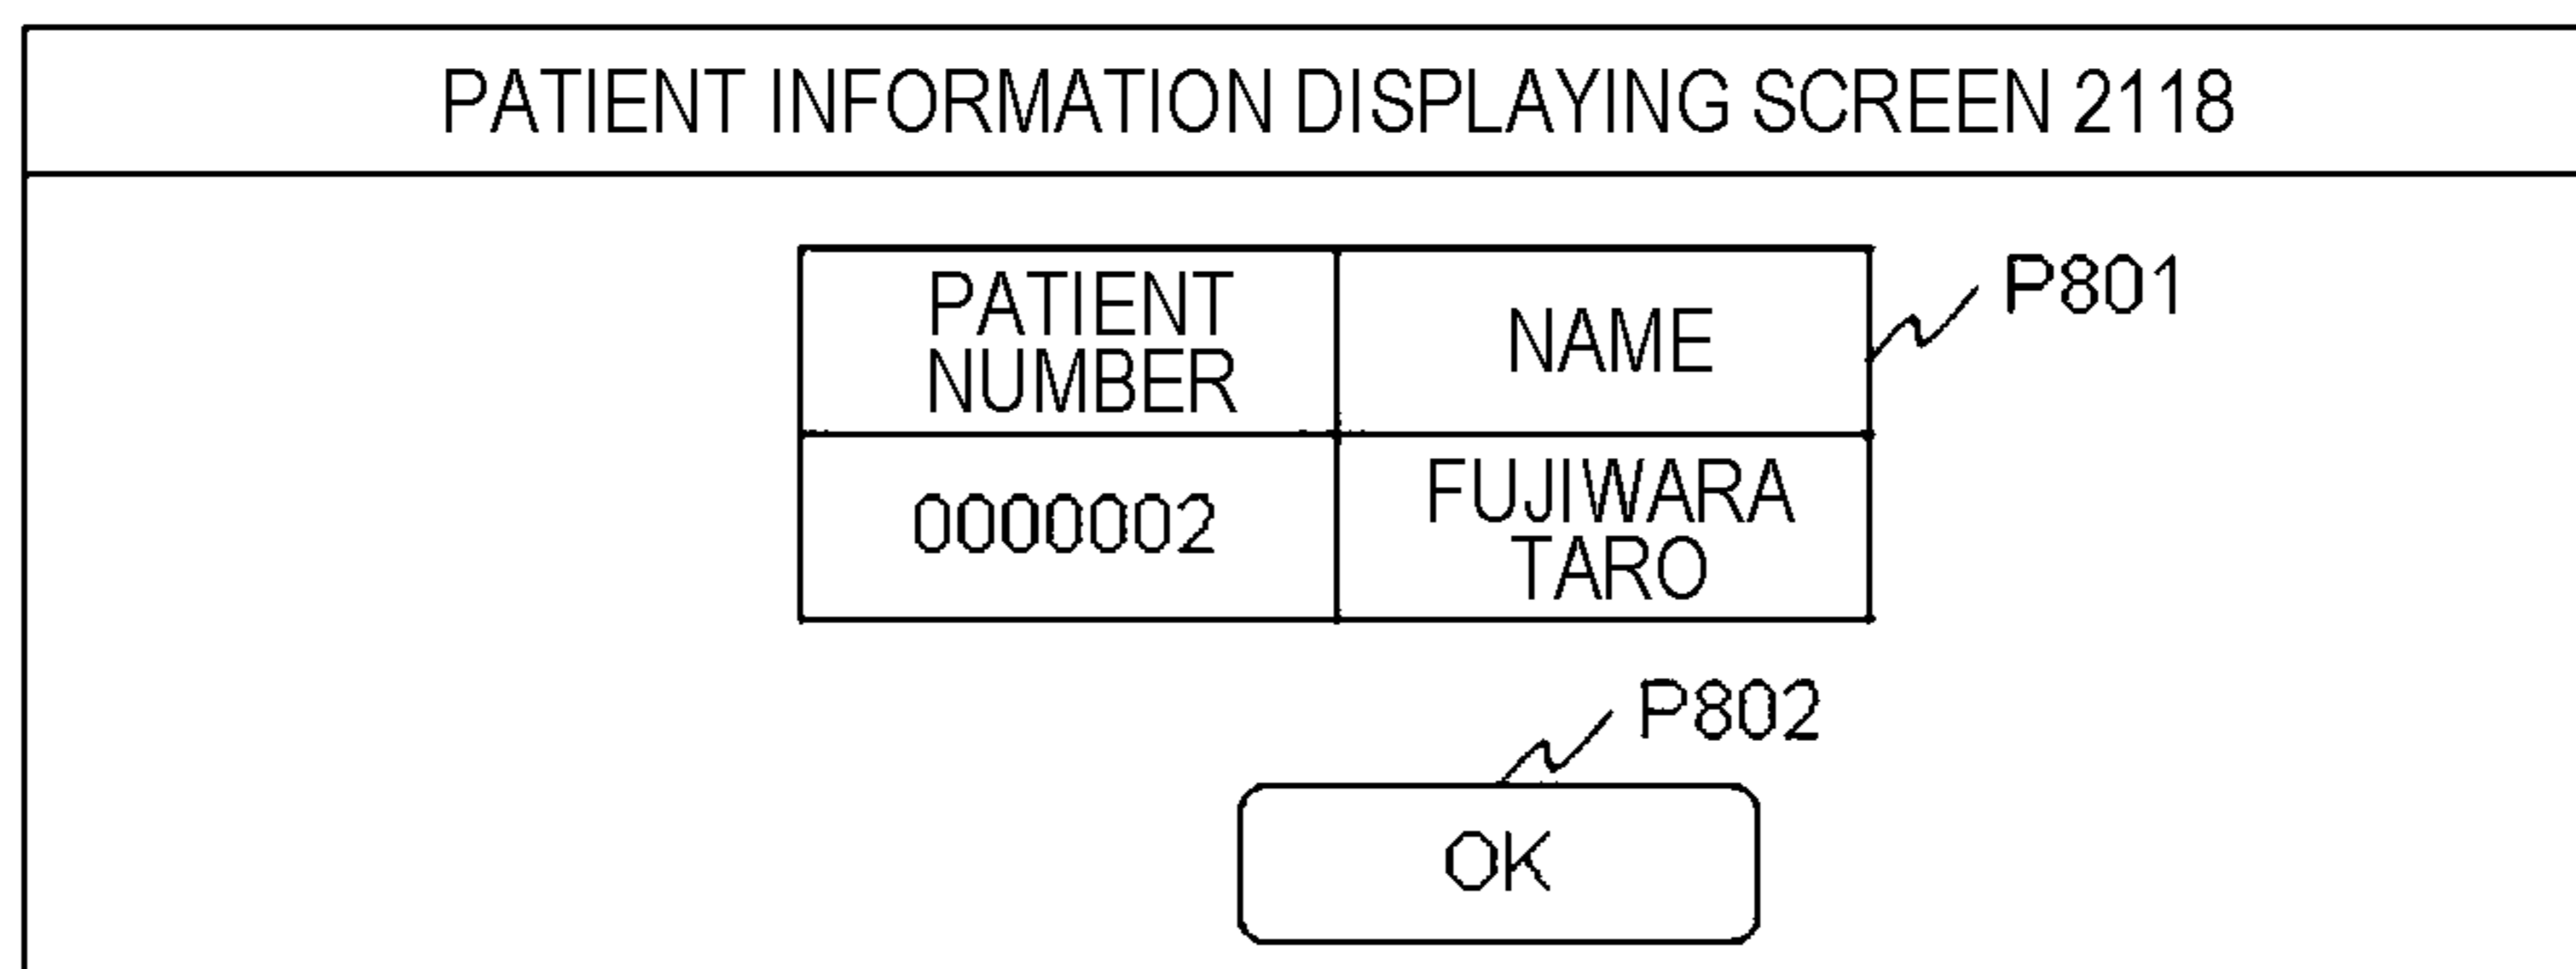 PATIENT INFORMATION DISPLAYING SCREEN 2118
PATIENT
NUMBER
NAME
P801
0000002
FUJIWARA
TARO
P802
OK